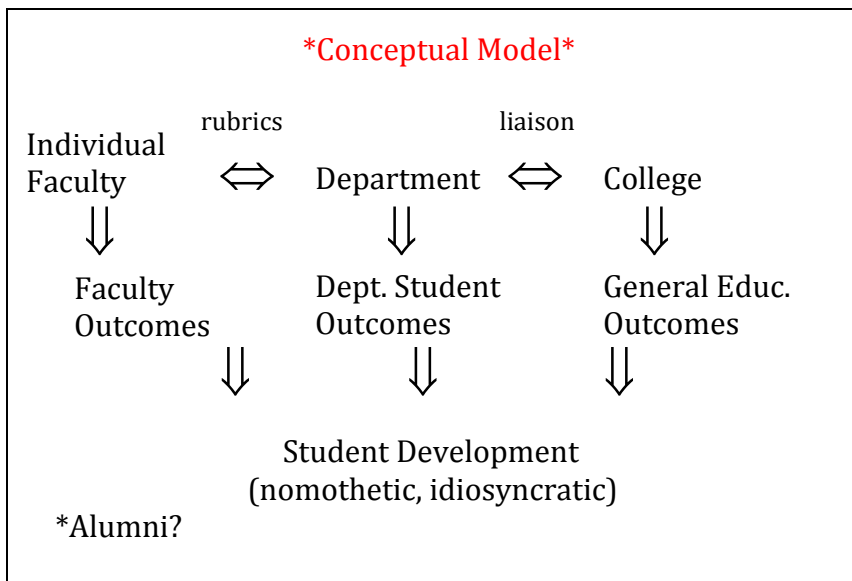 *Conceptual Model*
rubrics
liaison
Individual
Faculty
Department
College
Faculty
Outcomes
Dept. Student
Outcomes
General Educ.
Outcomes
Student Development
(nomothetic, idiosyncratic)
*Alumni?